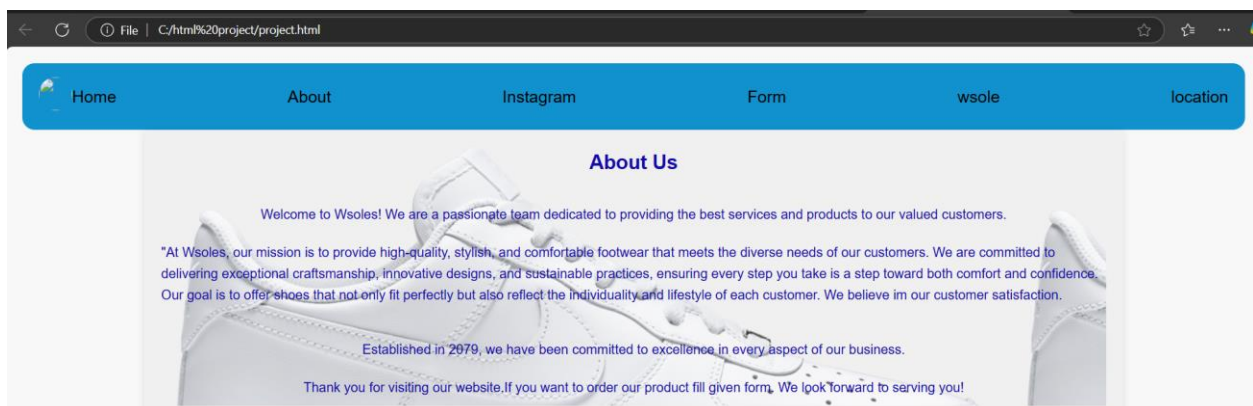 File | C:/html%20project/project.html
Home About Instagram Form wsole location
About Us
Welcome to Wsoles! We are a passionate team dedicated to providing the best services and products to our valued customers.
"At Wsoles, our mission is to provide high-quality, stylish, and comfortable footwear that meets the diverse needs of our customers. We are committed to
delivering exceptional craftsmanship, innovative designs, and sustainable practices, ensuring every step you take is a step toward both comfort and confidence.
Our goal is to offer shoes that not only fit perfectly but also reflect the individuality and lifestyle of each customer. We believe im our customer satisfaction.
Established in 2079, we have been committed to excellence in every aspect of our business.
Thank you for visiting our website.If you want to order our product fill given form. We look forward to serving you!